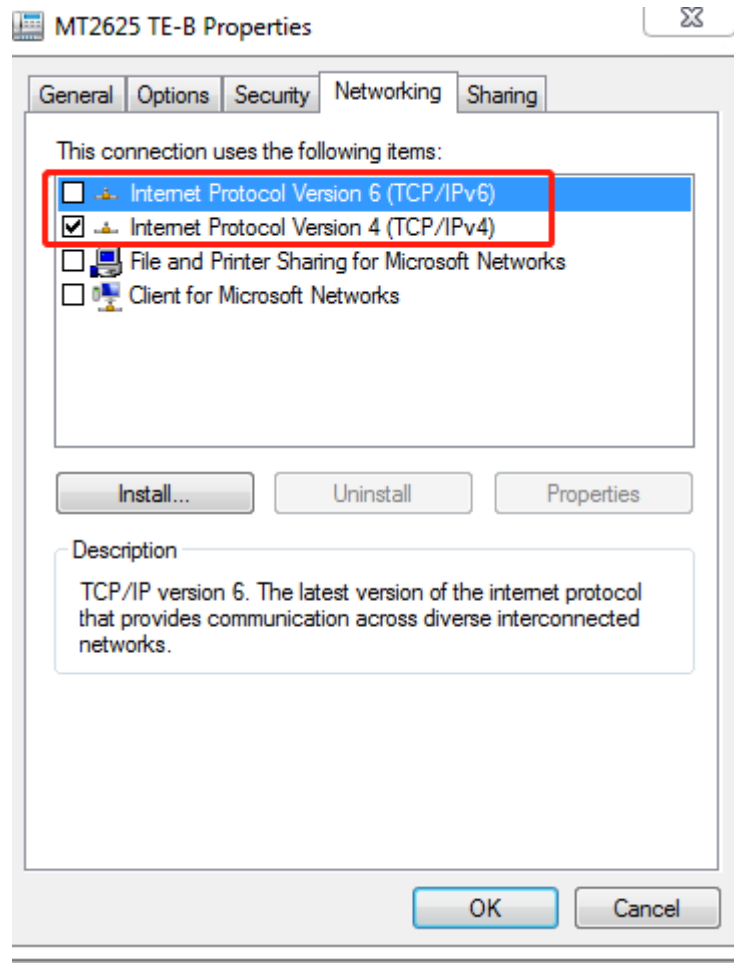 MT2625 TE-B Properties
General Options Security Networking Sharing
This connection uses the following items:
Internet Protocol Version 6 (TCP/IPv6)
Internet Protocol Version 4 (TCP/IPv4)
File and Printer Sharing for Microsoft Networks
Client for Microsoft Networks
Install... Uninstall Properties
Description
TCP/IP version 6. The latest version of the internet protocol
that provides communication across diverse interconnected
networks.
OK Cancel